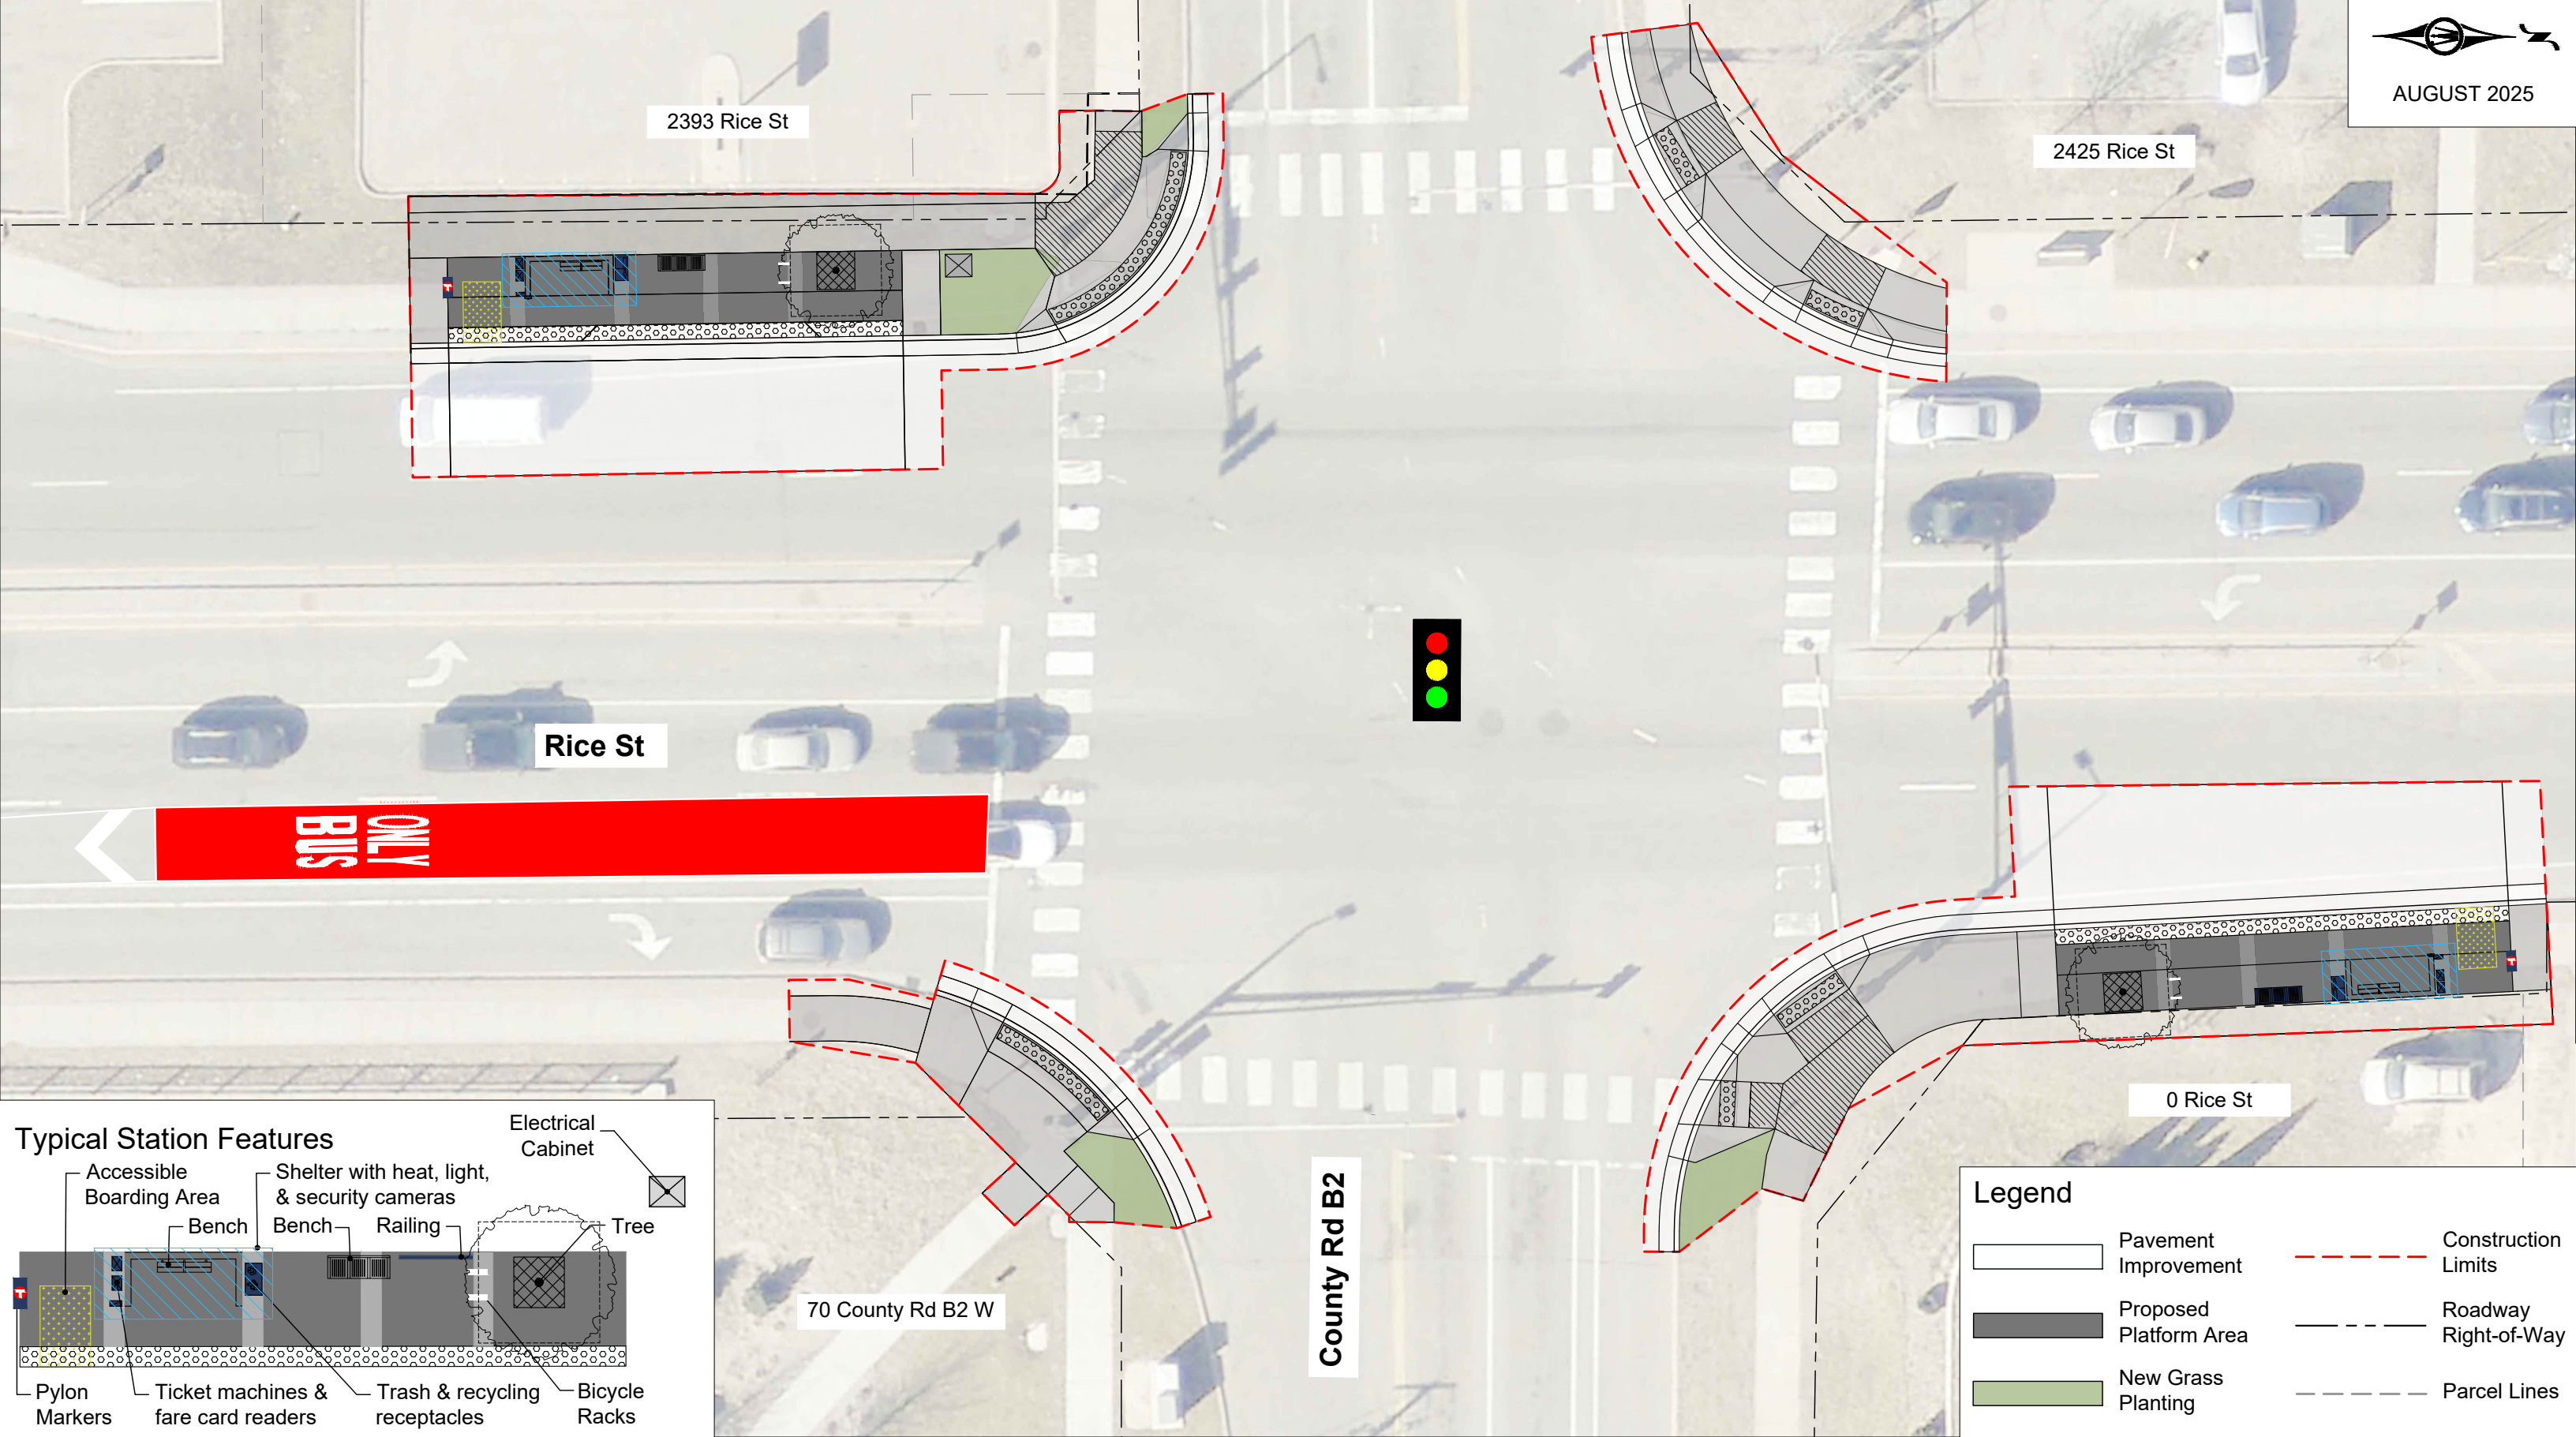 AUGUST 2025
2393 Rice St
2425 Rice St
Rice St
BUS
ONLY
0 Rice St
70 County Rd B2 W
County Rd B2
Typical Station Features
Electrical
Cabinet
Accessible
Boarding Area
Shelter with heat, light,
& security cameras
Bench
Bench
Railing
Tree
Pylon
Markers
Ticket machines &
fare card readers
Trash & recycling
receptacles
Bicycle
Racks
Legend
Pavement
Improvement
Construction
Limits
Proposed
Platform Area
Roadway
Right-of-Way
New Grass
Planting
Parcel Lines